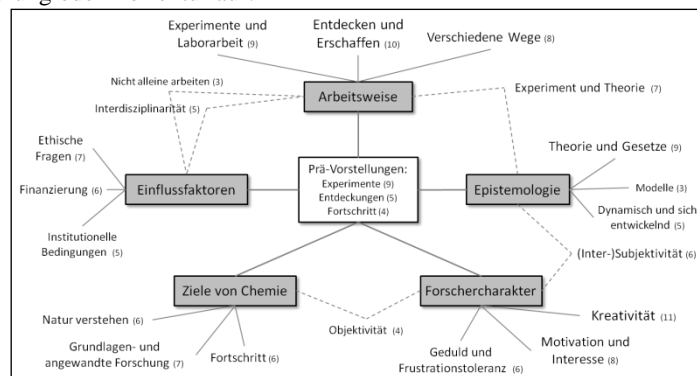 Experimente und
Laborarbeit (9)
Entdecken und
Erschaffen (10)
Verschiedene Wege (8)
Nicht alleine arbeiten (3)
Interdisziplinarität (5)
Arbeitsweise
Experiment und Theorie (7)
Ethische
Fragen (7)
Finanzierung (6)
Institutionelle
Bedingungen (5)
Einflussfaktoren
Prä-Vorstellungen:
Experimente (9)
Entdeckungen (5)
Fortschritt (4)
Epistemologie
Theorie und Gesetze (9)
Modelle (3)
Dynamisch und sich
entwickelnd (5)
(Inter-)Subjektivität (6)
Ziele von Chemie
Forschercharakter
Natur verstehen (6)
Grundlagen- und
angewandte Forschung (7)
Fortschritt (6)
Objektivität (4)
Geduld und
Frustrationstoleranz (6)
Motivation und
Interesse (8)
Kreativität (11)